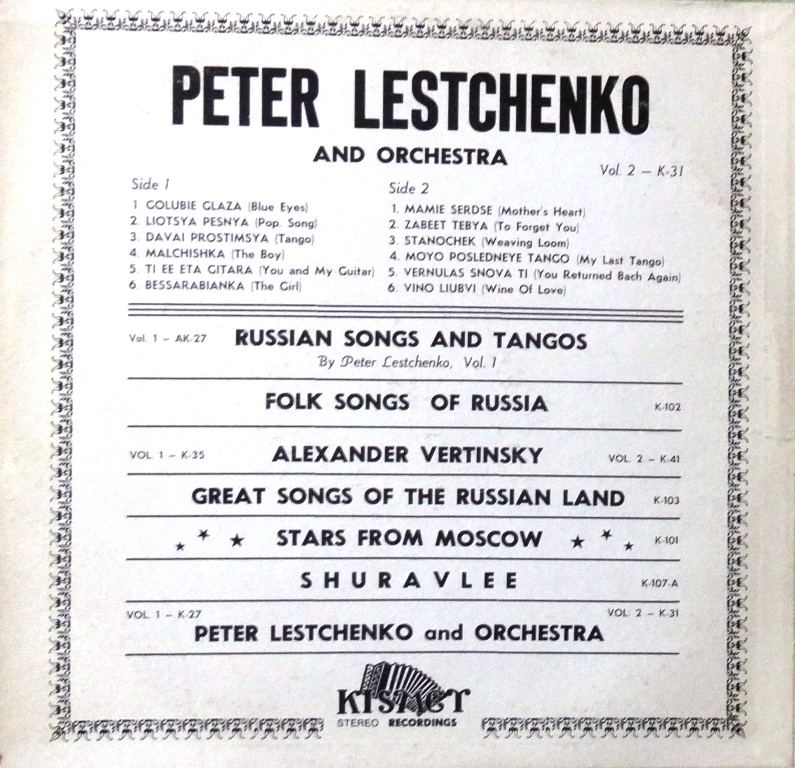 PETER LESTCHENKO
AND ORCHESTRA
Vol. 2 – K-31
Side 1
1 GOLUBIE GLAZA (Blue Eyes)
2. LIOTSYA PESNYA (Pop. Song)
3. DAVAI PROSTIMSYA (Tango)
4. MALCHISHKA (The Boy)
5. TI EE ETA GITARA (You and My Guitar)
6. BESSARABIANKA (The Girl)
Side 2
1. MAMIE SERDSE (Mother's Heart)
2. ZABEET TEBYA (To Forget You)
3. STANOCHEK (Weaving Loom)
4. MOYO POSLEDNEYE TANGO (My Last Tango)
5. VERNULAS SNOVA TI (You Returned Bach Again)
6. VINO LIUBVI (Wine Of Love)
Vol. 1 – AK-27 RUSSIAN SONGS AND TANGOS
By Peter Lestchenko, Vol. 1
FOLK SONGS OF RUSSIA K-102
VOL. 1 – K-35 ALEXANDER VERTINSKY VOL. 2 – K-41
GREAT SONGS OF THE RUSSIAN LAND K-103
STARS FROM MOSCOW K-101
SHURAVLEE K-107-A
VOL. 1 – K-27 VOL. 2 – K-31
PETER LESTCHENKO and ORCHESTRA
KISMET
STEREO RECORDINGS